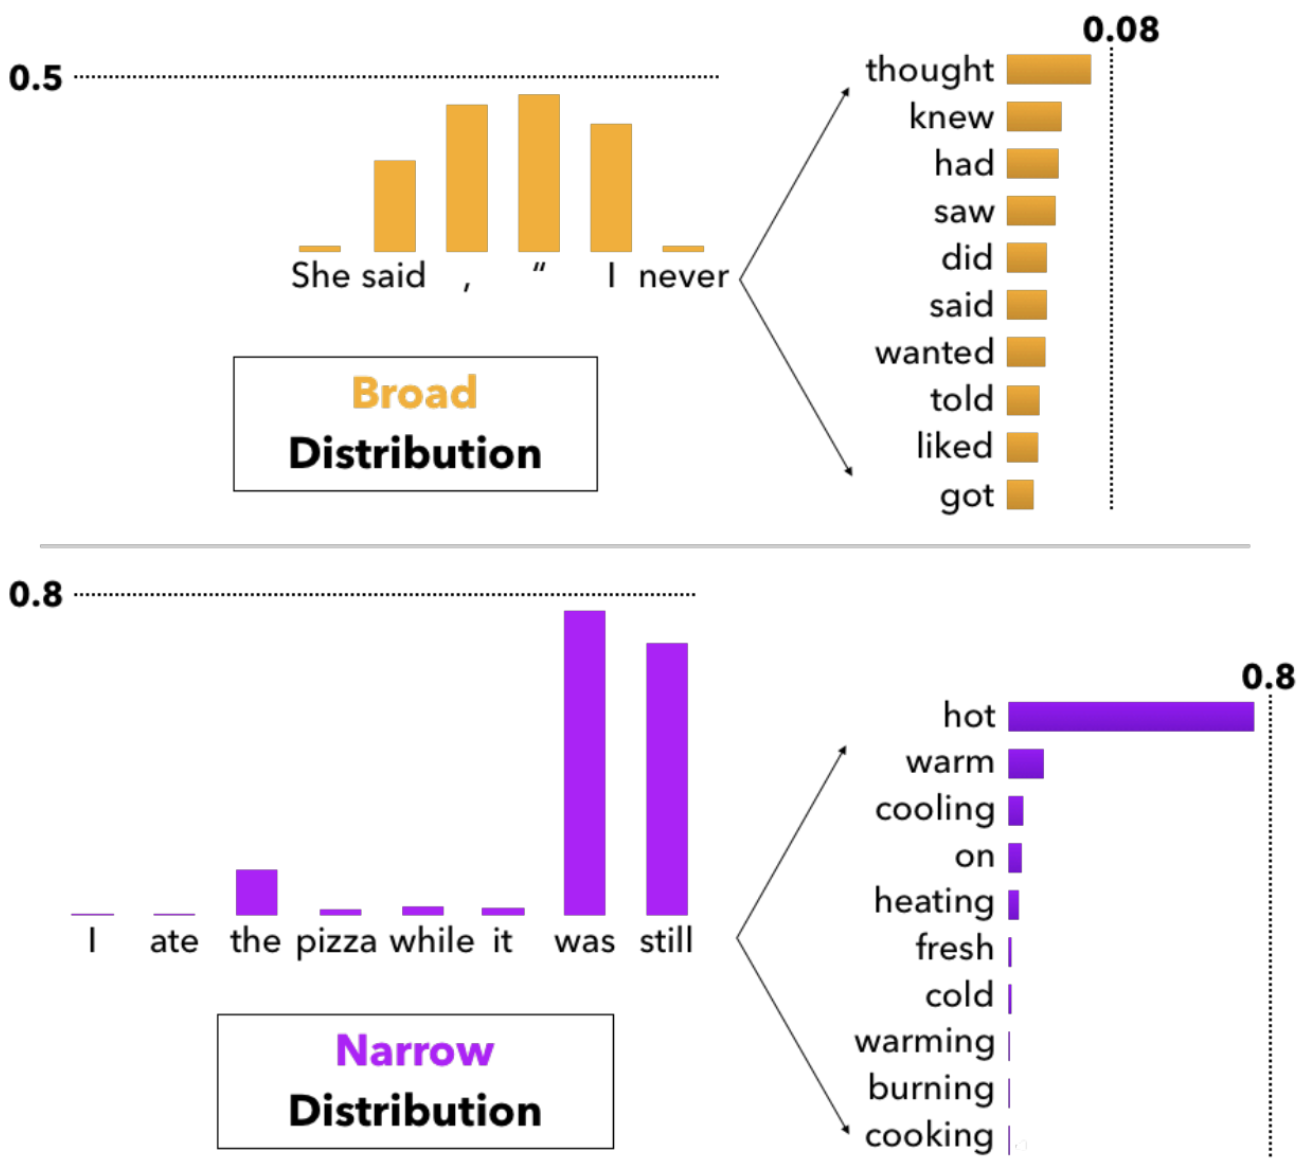 0.5
She said , “ I never
Broad
Distribution
0.08
thought
knew
had
saw
did
said
wanted
told
liked
got
0.8
I ate the pizza while it was still
Narrow
Distribution
0.8
hot
warm
cooling
on
heating
fresh
cold
warming
burning
cooking